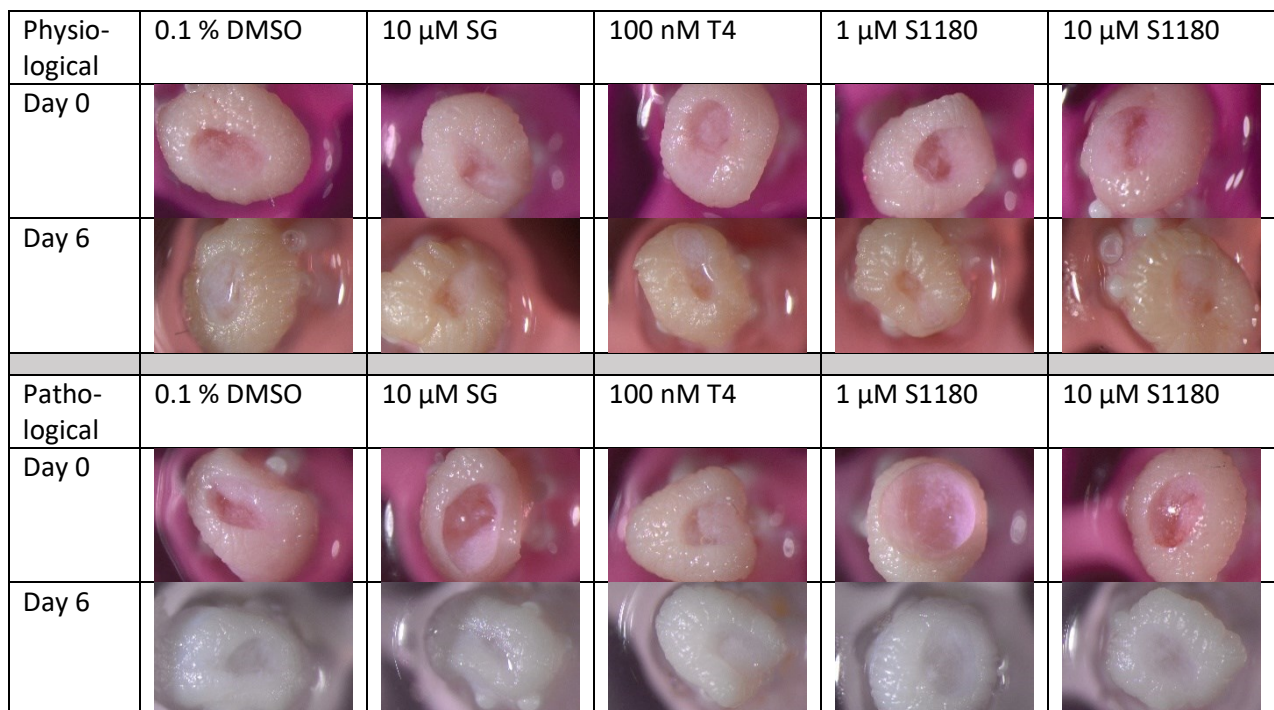 Physio-
logical
0.1 % DMSO
10 µM SG
100 nM T4
1 µM S1180
10 µM S1180
Day 0
Day 6
Patho-
logical
0.1 % DMSO
10 µM SG
100 nM T4
1 µM S1180
10 µM S1180
Day 0
Day 6